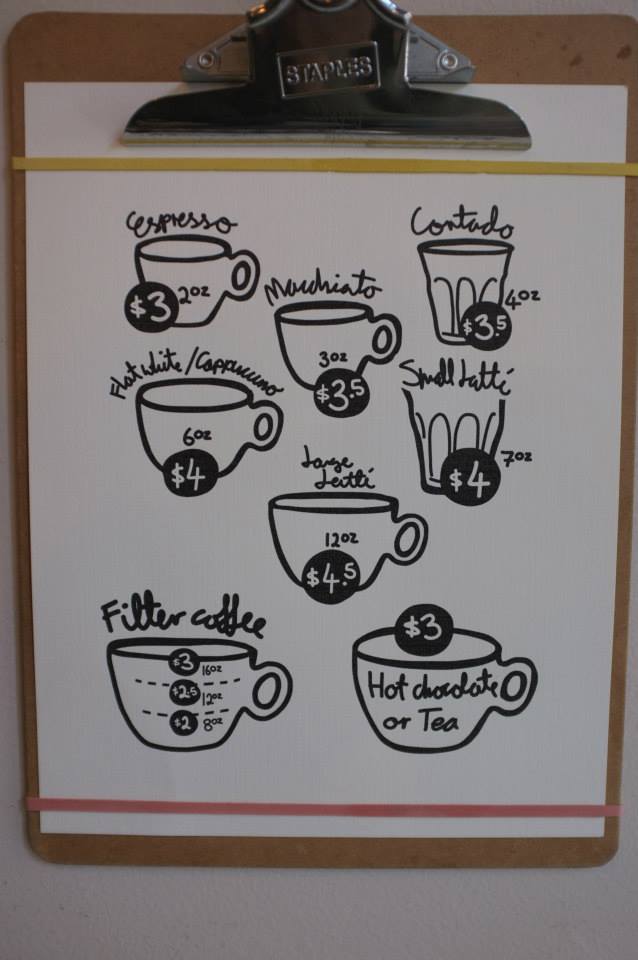 STAPLES
Espresso
$3 2oz
Contado
4oz
$3.5
Macchiato
3oz
$3.5
Flat white / Cappuccino
6oz
$4
Small Latté
7oz
$4
Large
Latté
12oz
$4.5
Filter coffee
$3 16oz
$2.5 12oz
$2 8oz
$3
Hot chocolate
or Tea